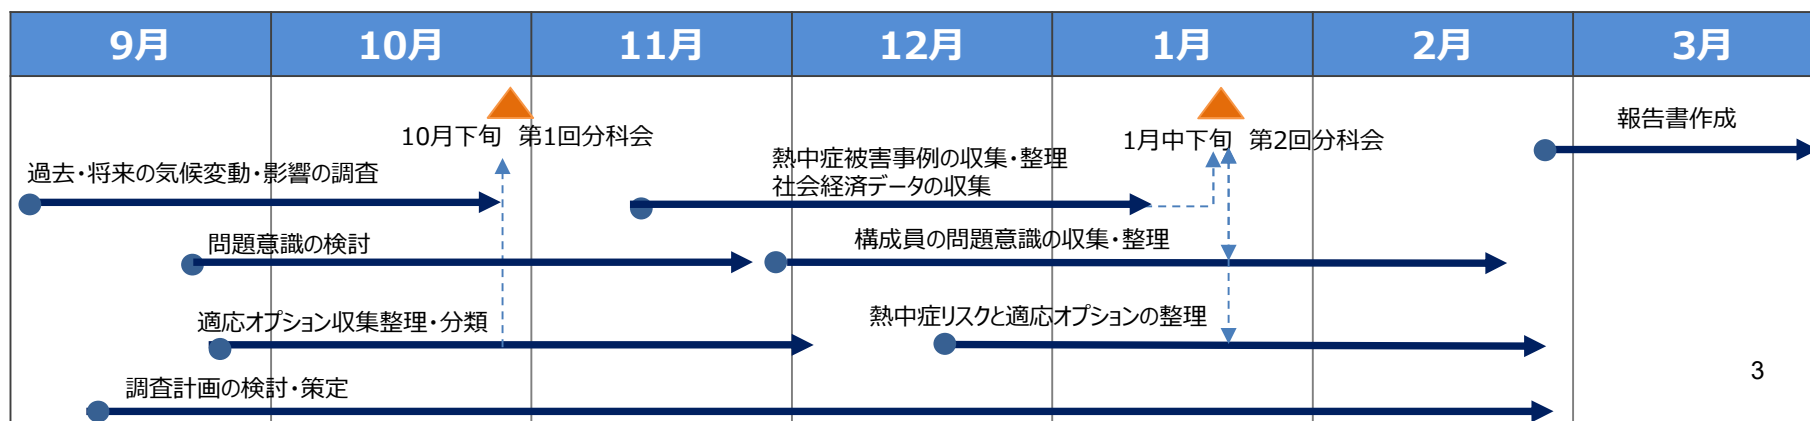 9月
10月
11月
12月
1月
2月
3月
10月下旬 第1回分科会
1月中下旬 第2回分科会
報告書作成
過去・将来の気候変動・影響の調査
熱中症被害事例の収集・整理
社会経済データの収集
問題意識の検討
構成員の問題意識の収集・整理
適応オプション収集整理・分類
熱中症リスクと適応オプションの整理
調査計画の検討・策定
3